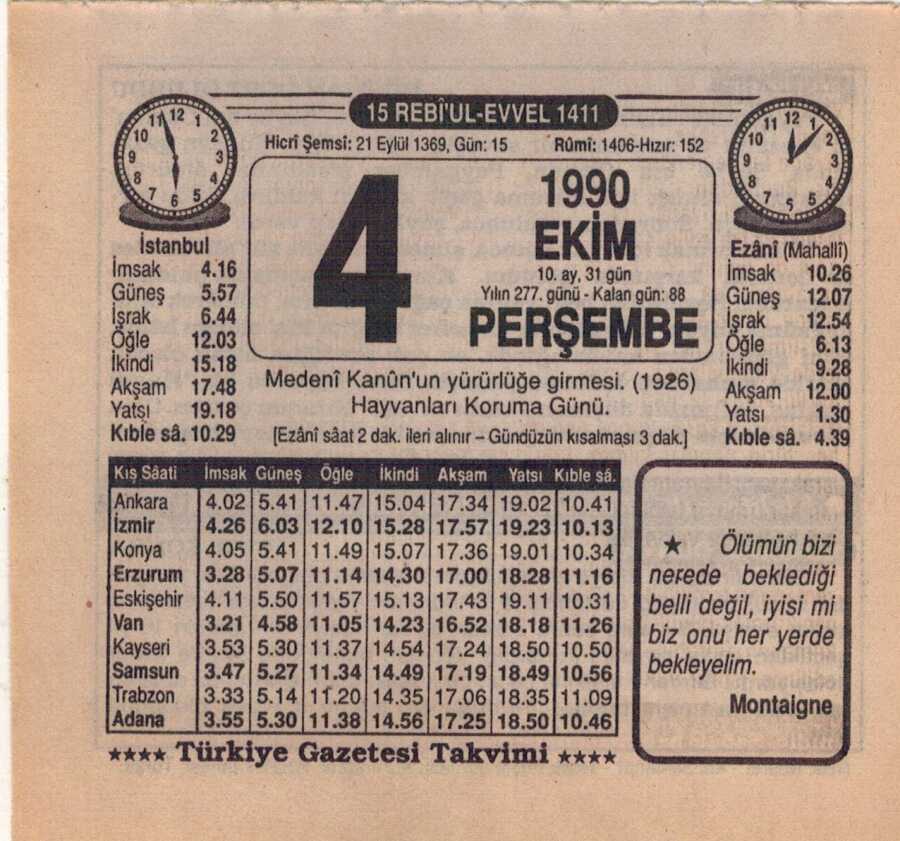 15 REBÎ'UL-EVVEL 1411
Hicrî Şemsî: 21 Eylül 1369, Gün: 15 Rûmî: 1406-Hızır: 152
4
1990
EKİM
10. ay, 31 gün
Yılın 277. günü - Kalan gün: 88
PERŞEMBE
İstanbul
İmsak 4.16
Güneş 5.57
İşrak 6.44
Öğle 12.03
İkindi 15.18
Akşam 17.48
Yatsı 19.18
Kıble sâ. 10.29
Ezânî (Mahallî)
İmsak 10.26
Güneş 12.07
İşrak 12.54
Öğle 6.13
İkindi 9.28
Akşam 12.00
Yatsı 1.30
Kıble sâ. 4.39
Medenî Kanûn'un yürürlüğe girmesi. (1926)
Hayvanları Koruma Günü.
[Ezânî sâat 2 dak. ileri alınır – Gündüzün kısalması 3 dak.]
Kış Sâati İmsak Güneş Öğle İkindi Akşam Yatsı Kıble sâ.
Ankara 4.02 5.41 11.47 15.04 17.34 19.02 10.41
İzmir 4.26 6.03 12.10 15.28 17.57 19.23 10.13
Konya 4.05 5.41 11.49 15.07 17.36 19.01 10.34
Erzurum 3.28 5.07 11.14 14.30 17.00 18.28 11.16
Eskişehir 4.11 5.50 11.57 15.13 17.43 19.11 10.31
Van 3.21 4.58 11.05 14.23 16.52 18.18 11.26
Kayseri 3.53 5.30 11.37 14.54 17.24 18.50 10.50
Samsun 3.47 5.27 11.34 14.49 17.19 18.49 10.56
Trabzon 3.33 5.14 11.20 14.35 17.06 18.35 11.09
Adana 3.55 5.30 11.38 14.56 17.25 18.50 10.46
★ Ölümün bizi
nerede beklediği
belli değil, iyisi mi
biz onu her yerde
bekleyelim.
Montaigne
★★★★ Türkiye Gazetesi Takvimi ★★★★